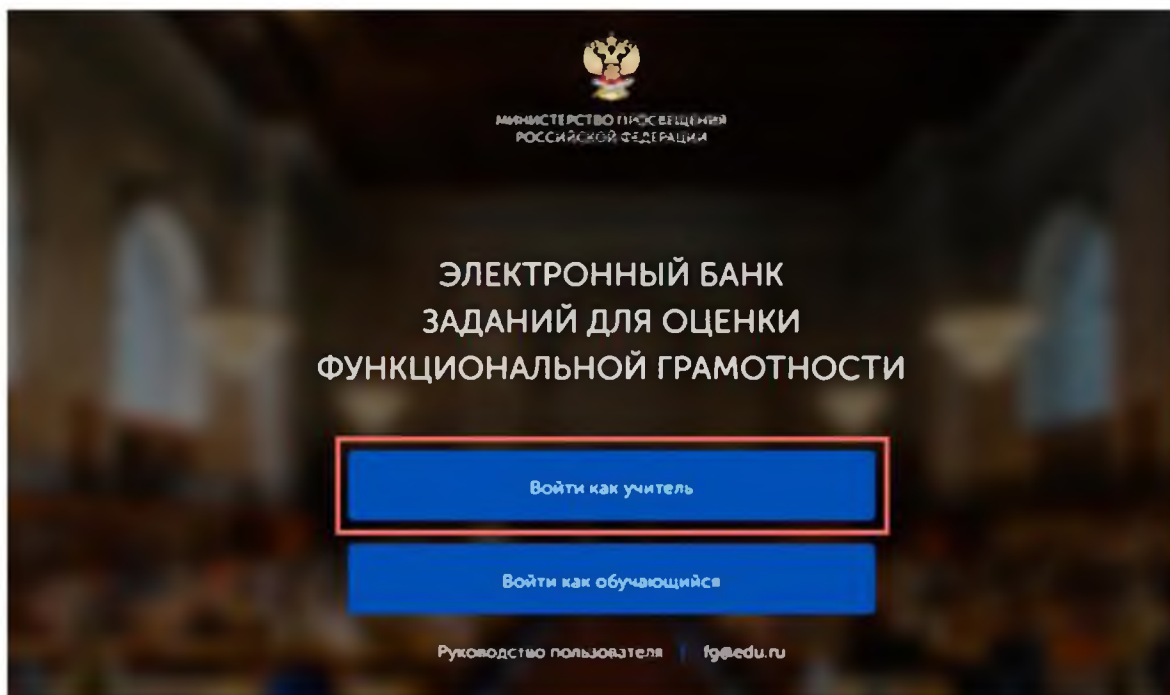 МИНИСТЕРСТВО ПРОСВЕЩЕНИЯ
РОССИЙСКОЙ ФЕДЕРАЦИИ
ЭЛЕКТРОННЫЙ БАНК
ЗАДАНИЙ ДЛЯ ОЦЕНКИ
ФУНКЦИОНАЛЬНОЙ ГРАМОТНОСТИ
Войти как учитель
Войти как обучающийся
Руководство пользователя | fg@edu.ru